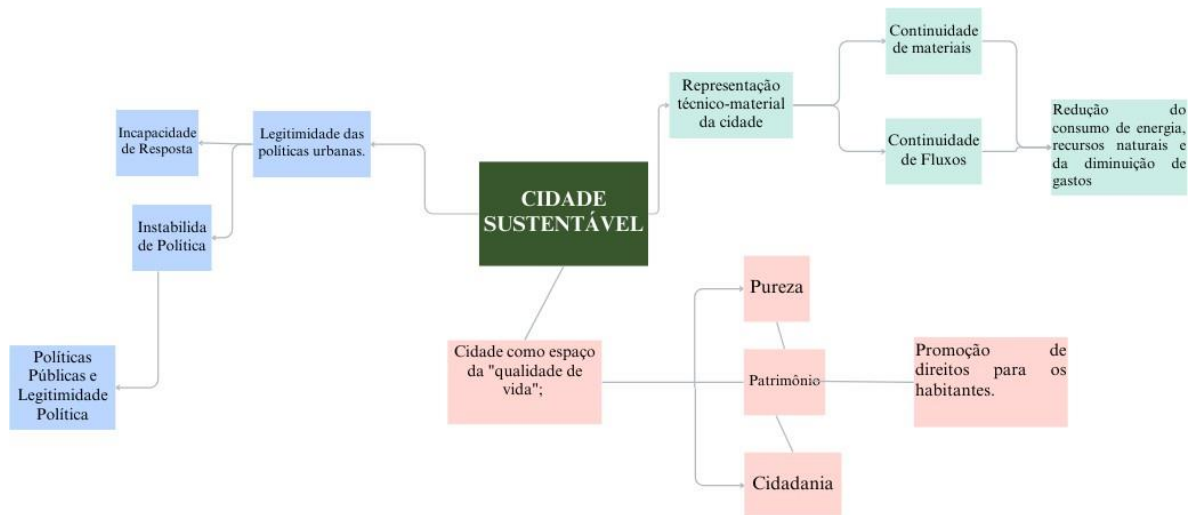 CIDADE
SUSTENTÁVEL
Legitimidade das
políticas urbanas.
Incapacidade
de Resposta
Instabilida
de Política
Políticas
Públicas e
Legitimidade
Política
Representação
técnico-material
da cidade
Continuidade
de materiais
Continuidade
de Fluxos
Redução do
consumo de energia,
recursos naturais e
da diminuição de
gastos
Cidade como espaço
da "qualidade de
vida";
Pureza
Patrimônio
Cidadania
Promoção de
direitos para os
habitantes.